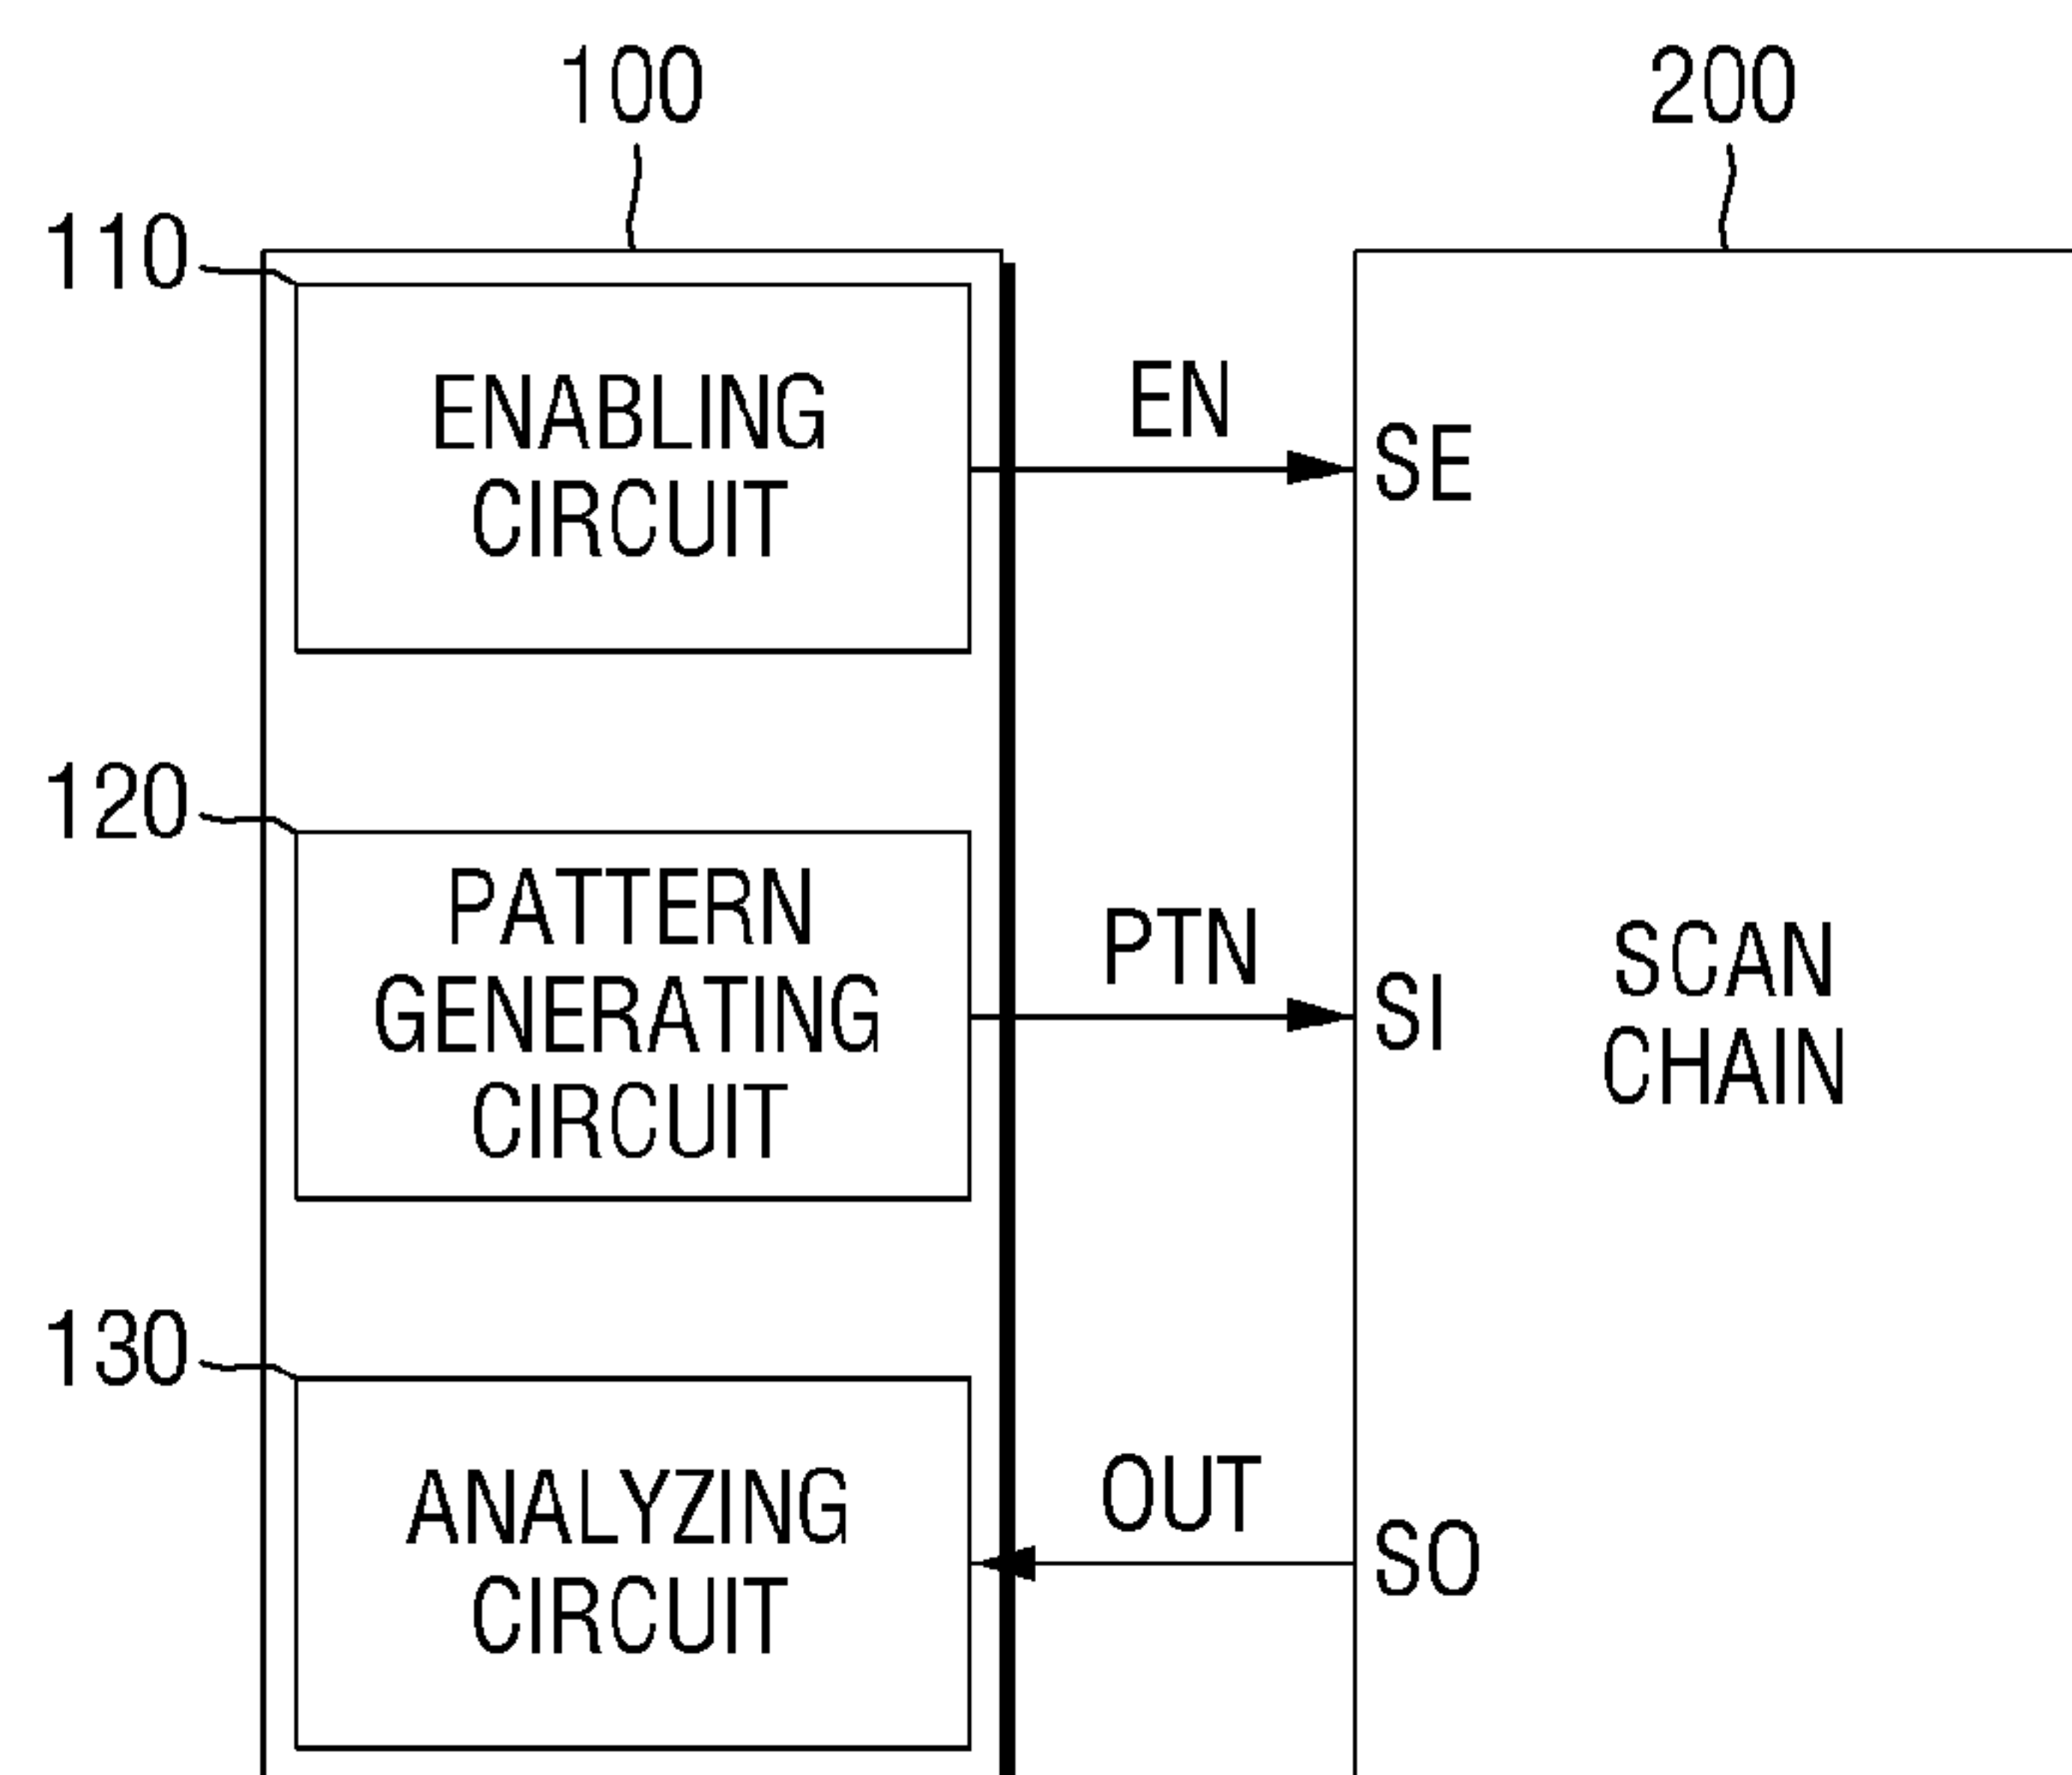 100
200
110
ENABLING
CIRCUIT
EN
SE
120
PATTERN
GENERATING
CIRCUIT
PTN
SI
SCAN
CHAIN
130
ANALYZING
CIRCUIT
OUT
SO